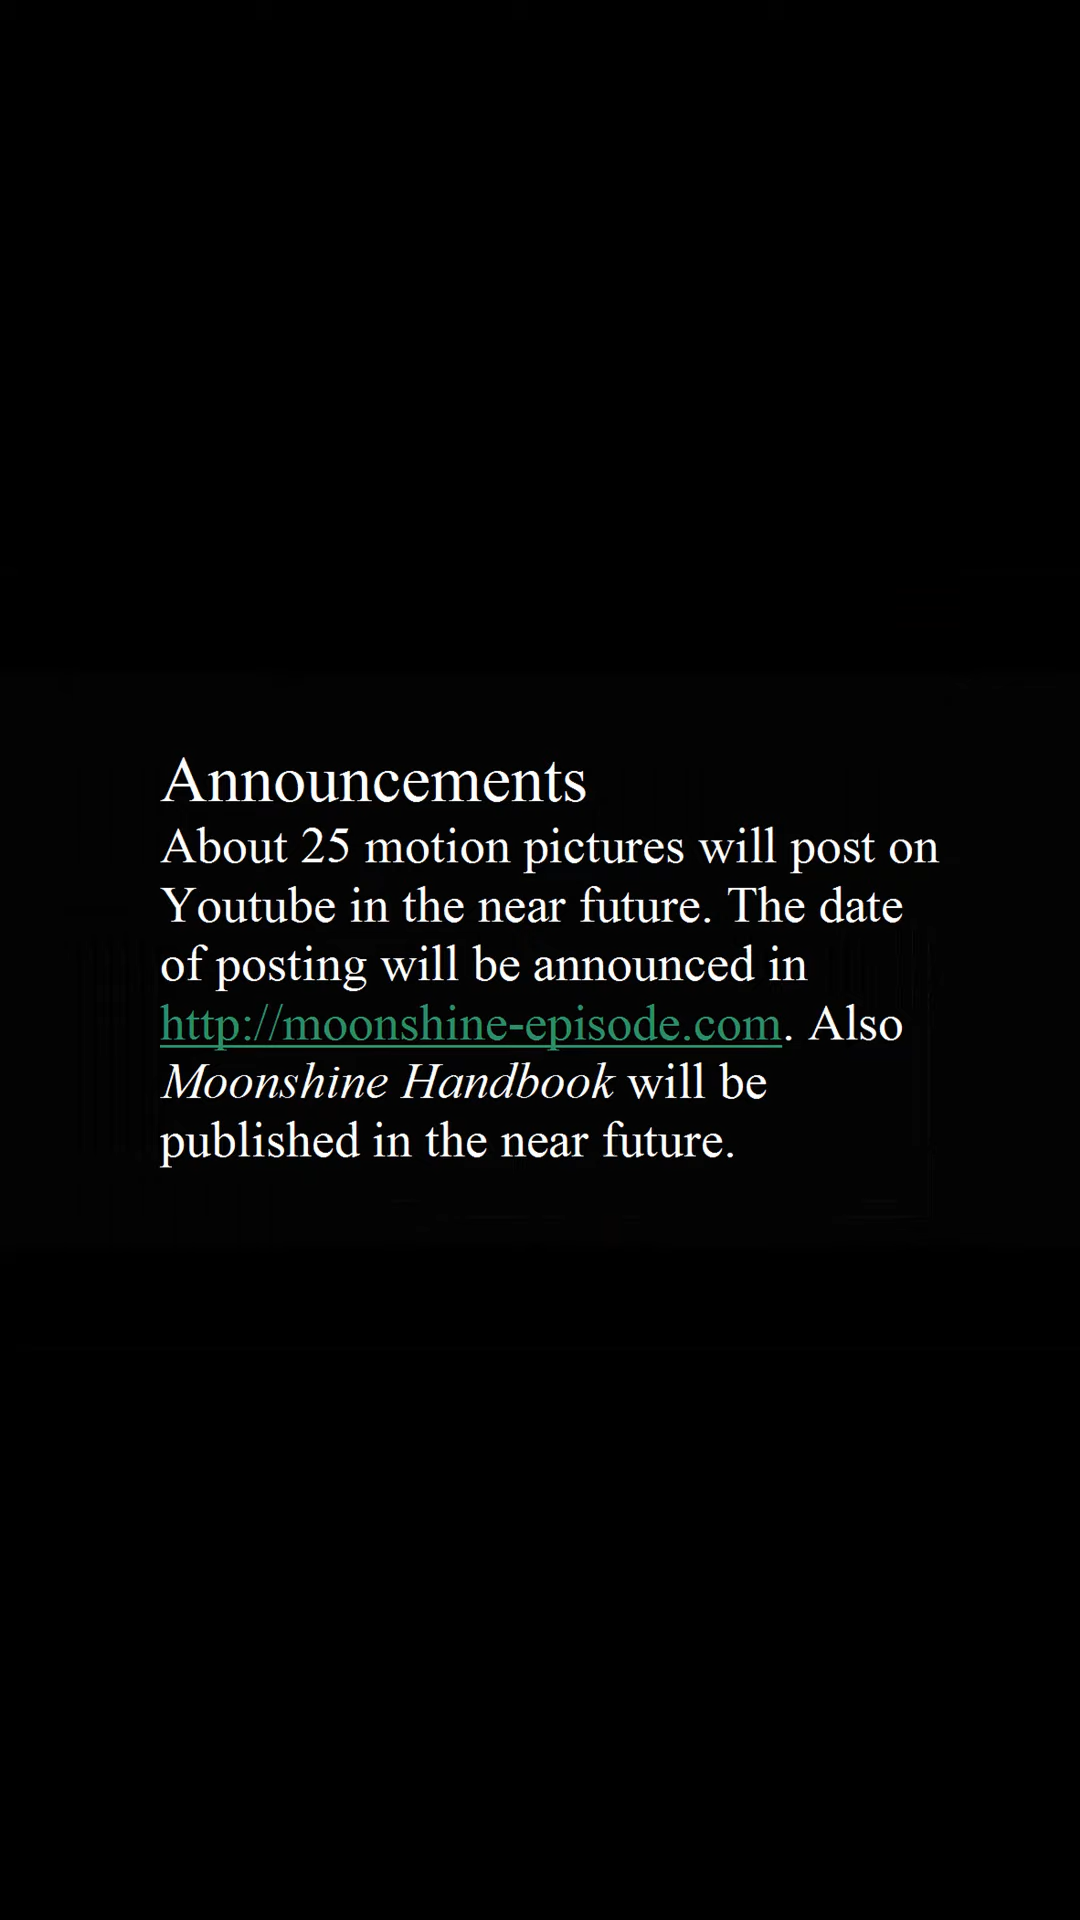 Announcements
About 25 motion pictures will post on
Youtube in the near future. The date
of posting will be announced in
http://moonshine-episode.com. Also
Moonshine Handbook will be
published in the near future.